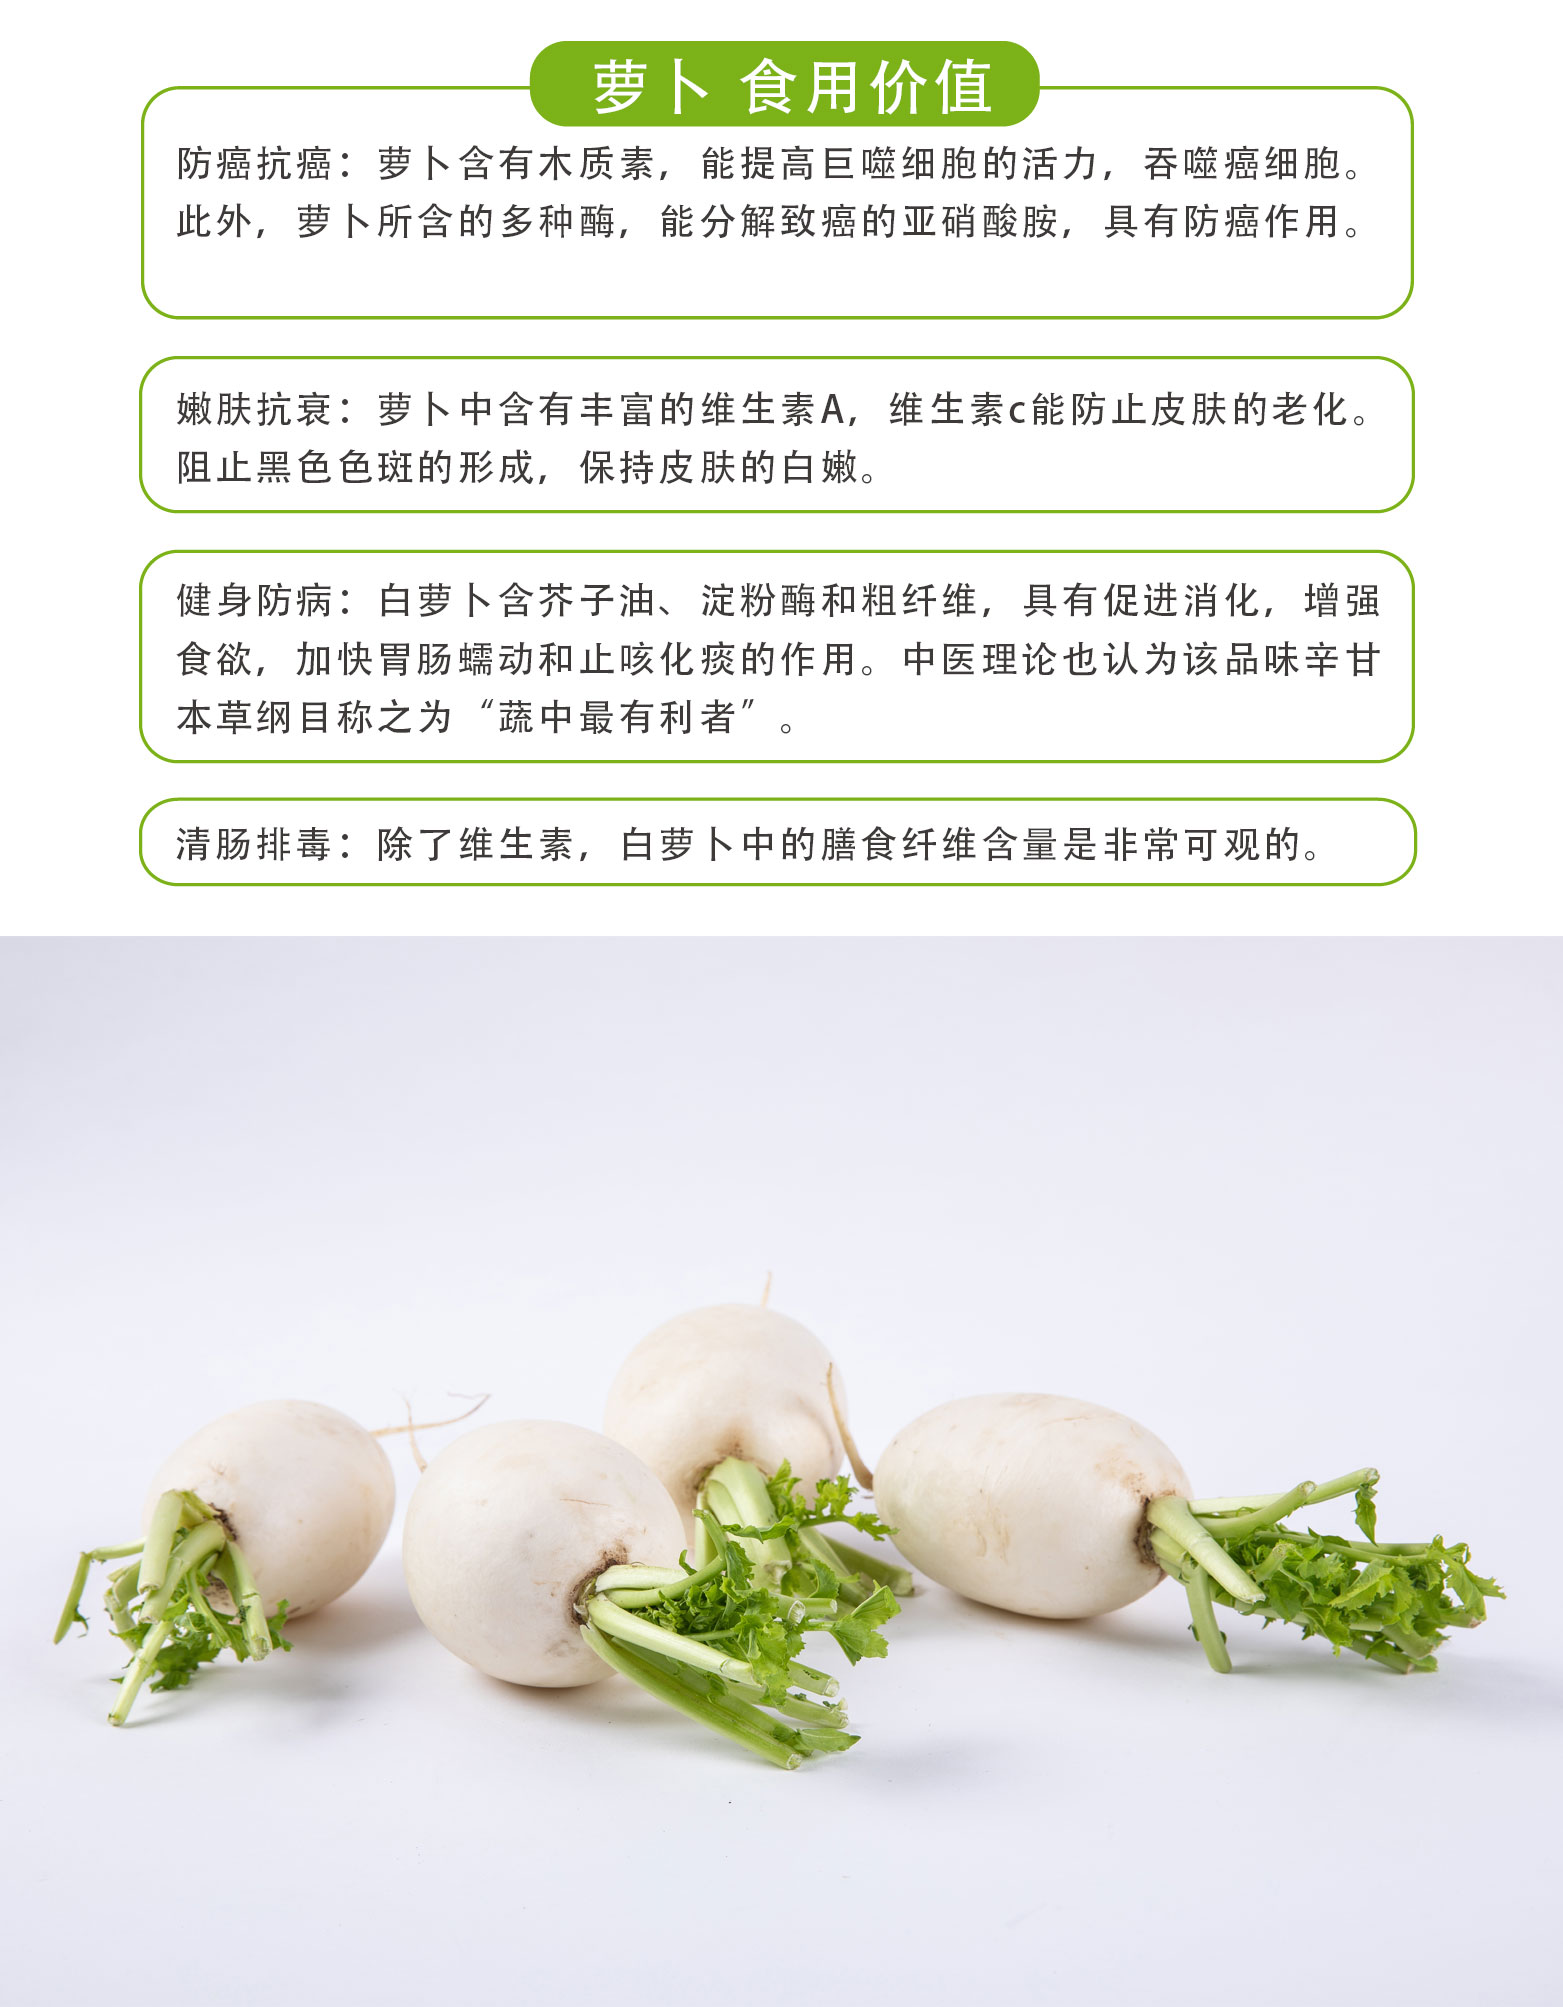 萝卜 食用价值
防癌抗癌：萝卜含有木质素，能提高巨噬细胞的活力，吞噬癌细胞。
此外，萝卜所含的多种酶，能分解致癌的亚硝酸胺，具有防癌作用。
嫩肤抗衰：萝卜中含有丰富的维生素A，维生素c能防止皮肤的老化。
阻止黑色色斑的形成，保持皮肤的白嫩。
健身防病：白萝卜含芥子油、淀粉酶和粗纤维，具有促进消化，增强
食欲，加快胃肠蠕动和止咳化痰的作用。中医理论也认为该品味辛甘
本草纲目称之为“蔬中最有利者”。
清肠排毒：除了维生素，白萝卜中的膳食纤维含量是非常可观的。